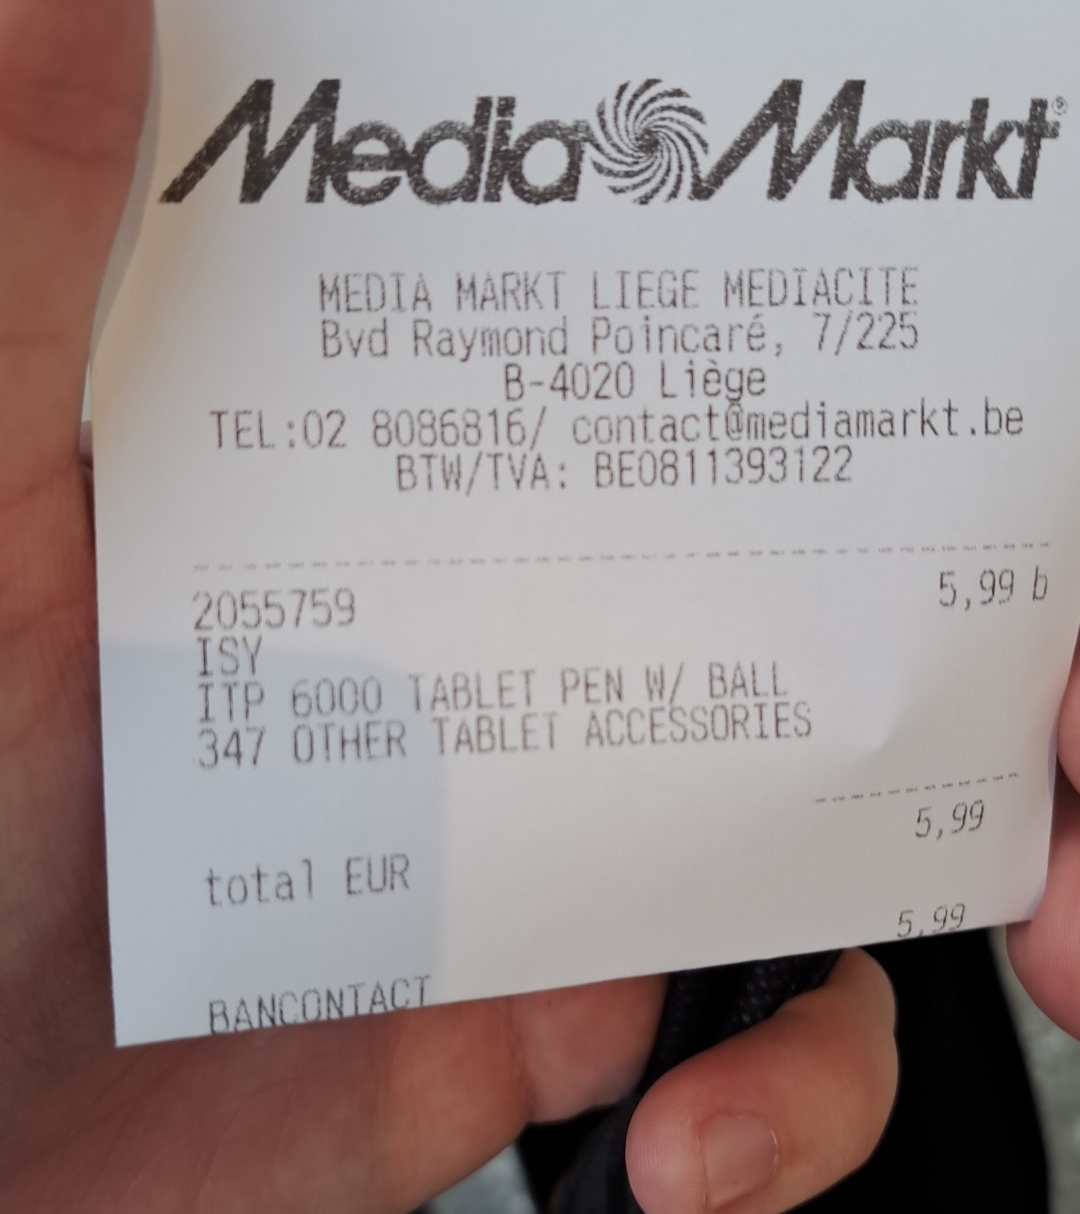 Media Markt®
MEDIA MARKT LIEGE MEDIACITE
Bvd Raymond Poincaré, 7/225
B-4020 Liège
TEL:02 8086816/ contact@mediamarkt.be
BTW/TVA: BE0811393122
2055759 5,99 b
ISY
ITP 6000 TABLET PEN W/ BALL
347 OTHER TABLET ACCESSORIES
5,99
total EUR
5,99
BANCONTACT